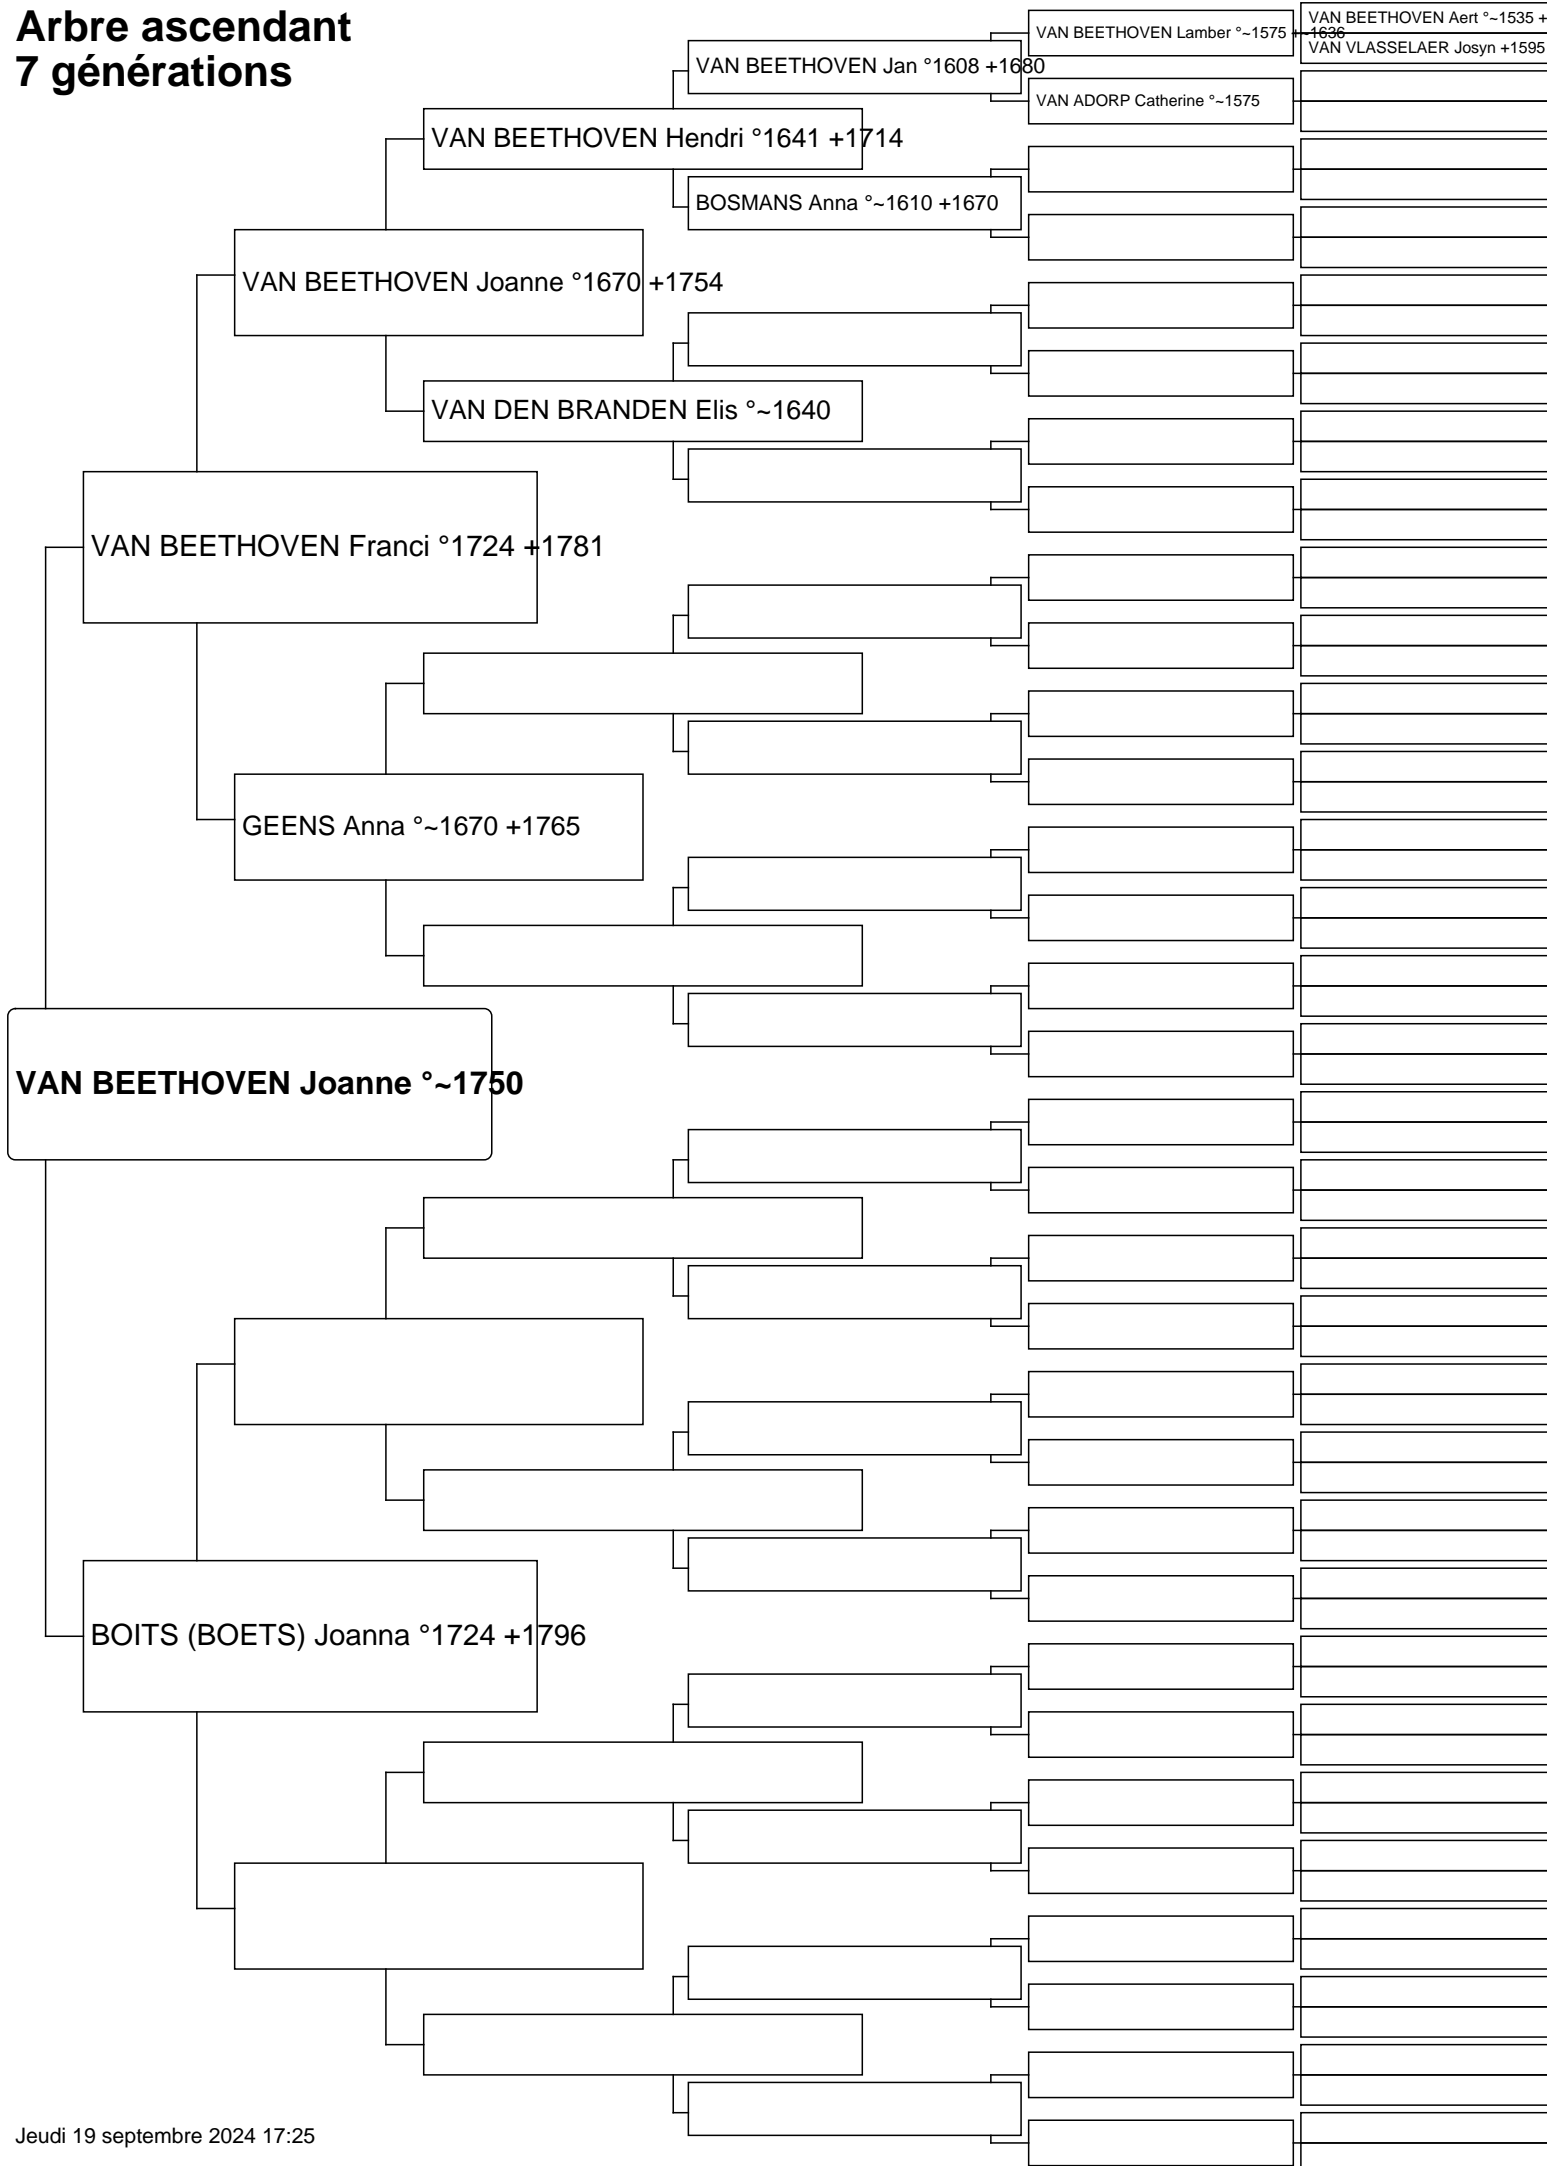 Arbre ascendant
7 générations
VAN BEETHOVEN Aert °~1535 +
VAN VLASSELAER Josyn +1595
VAN BEETHOVEN Lamber °~1575 +~1636
VAN ADORP Catherine °~1575
VAN BEETHOVEN Jan °1608 +1680
BOSMANS Anna °~1610 +1670
VAN BEETHOVEN Hendri °1641 +1714
VAN DEN BRANDEN Elis °~1640
VAN BEETHOVEN Joanne °1670 +1754
GEENS Anna °~1670 +1765
VAN BEETHOVEN Franci °1724 +1781
VAN BEETHOVEN Joanne °~1750
BOITS (BOETS) Joanna °1724 +1796
Jeudi 19 septembre 2024 17:25